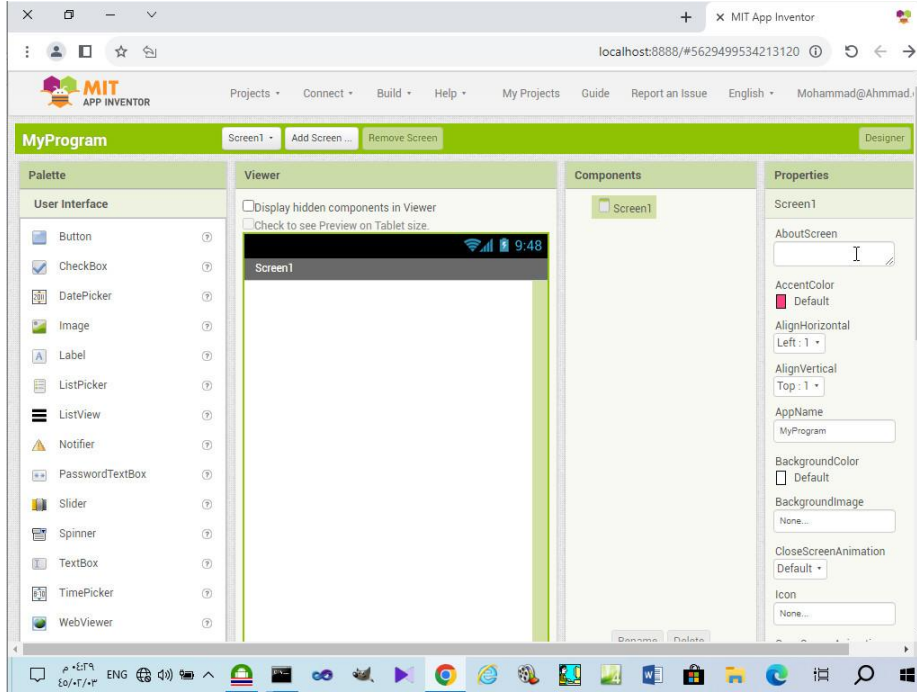 MIT App Inventor
localhost:8888/#5629499534213120
MIT
APP INVENTOR
Projects
Connect
Build
Help
My Projects
Guide
Report an Issue
English
Mohammad@Ahmmad.
MyProgram
Screen1
Add Screen ...
Remove Screen
Designer
Palette
User Interface
Button
CheckBox
DatePicker
Image
Label
ListPicker
ListView
Notifier
PasswordTextBox
Slider
Spinner
TextBox
TimePicker
WebViewer
Viewer
Display hidden components in Viewer
Check to see Preview on Tablet size.
9:48
Screen1
Components
Screen1
Rename
Delete
Properties
Screen1
AboutScreen
AccentColor
Default
AlignHorizontal
Left : 1
AlignVertical
Top : 1
AppName
MyProgram
BackgroundColor
Default
BackgroundImage
None...
CloseScreenAnimation
Default
Icon
None...
ENG